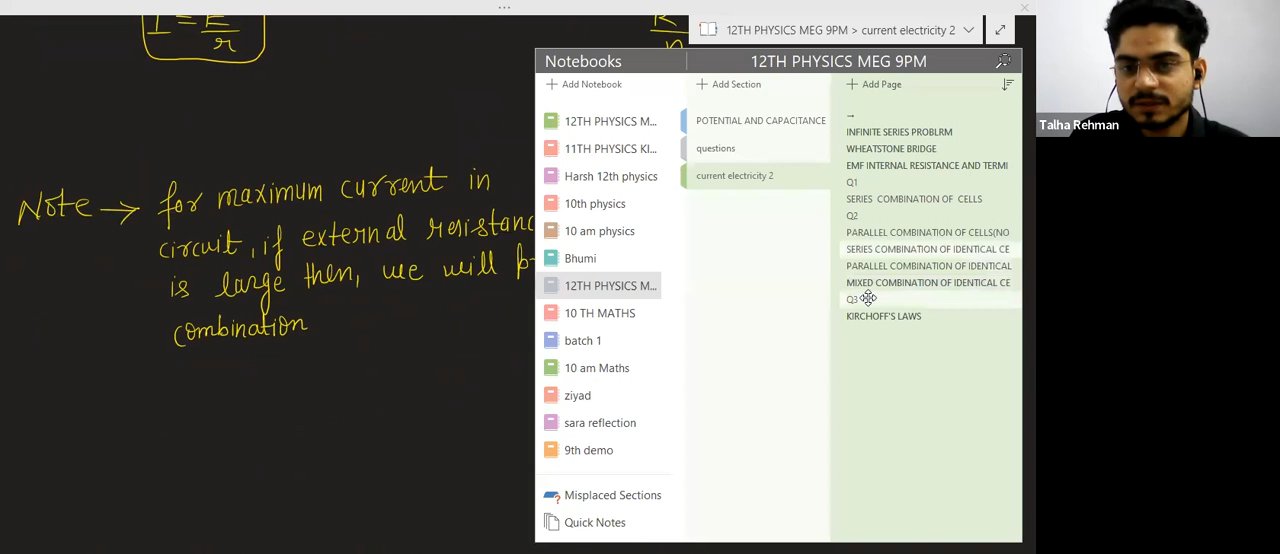 I = E
r
R
n
Note → for maximum current in
circuit, if external resistanc
is large then, we will p
combination
12TH PHYSICS MEG 9PM > current electricity 2
Notebooks
12TH PHYSICS MEG 9PM
+ Add Notebook
+ Add Section
+ Add Page
12TH PHYSICS M...
11TH PHYSICS KI...
Harsh 12th physics
10th physics
10 am physics
Bhumi
12TH PHYSICS M...
10 TH MATHS
batch 1
10 am Maths
ziyad
sara reflection
9th demo
Misplaced Sections
Quick Notes
POTENTIAL AND CAPACITANCE
questions
current electricity 2
→
INFINITE SERIES PROBLRM
WHEATSTONE BRIDGE
EMF INTERNAL RESISTANCE AND TERMI
Q1
SERIES COMBINATION OF CELLS
Q2
PARALLEL COMBINATION OF CELLS(NO
SERIES COMBINATION OF IDENTICAL CE
PARALLEL COMBINATION OF IDENTICAL
MIXED COMBINATION OF IDENTICAL CE
Q3
KIRCHOFF'S LAWS
Talha Rehman